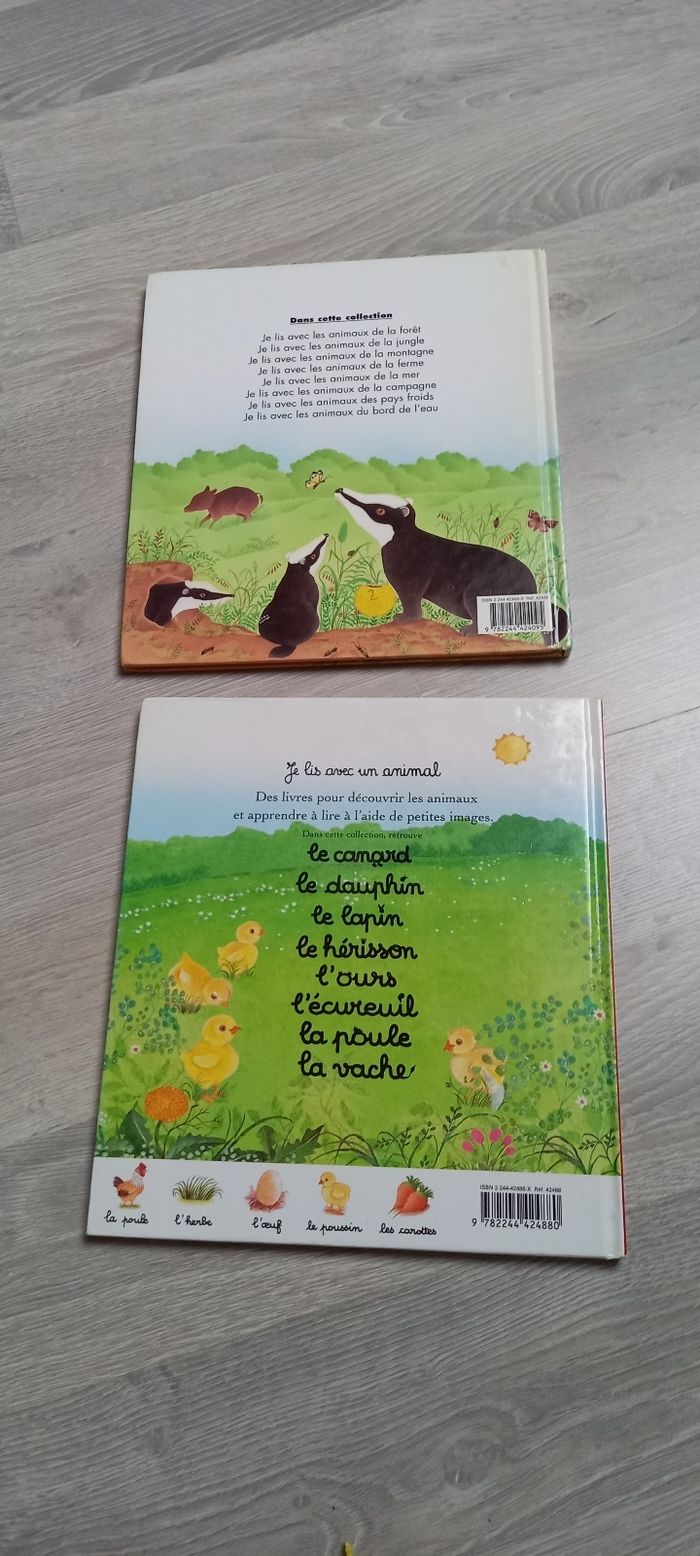 Dans cette collection
Je lis avec les animaux de la forêt
Je lis avec les animaux de la jungle
Je lis avec les animaux de la montagne
Je lis avec les animaux de la ferme
Je lis avec les animaux de la mer
Je lis avec les animaux de la campagne
Je lis avec les animaux des pays froids
Je lis avec les animaux du bord de l'eau
2
9 782244 424095
Je lis avec un animal
Des livres pour découvrir les animaux
et apprendre à lire à l'aide de petites images.
Dans cette collection, retrouve
le canard
le dauphin
le lapin
le hérisson
l'ours
l'écureuil
la poule
la vache
la poule l'herbe l'œuf le poussin les carottes
ISBN 2-244-42488-X Réf. 42488
9 782244 424880